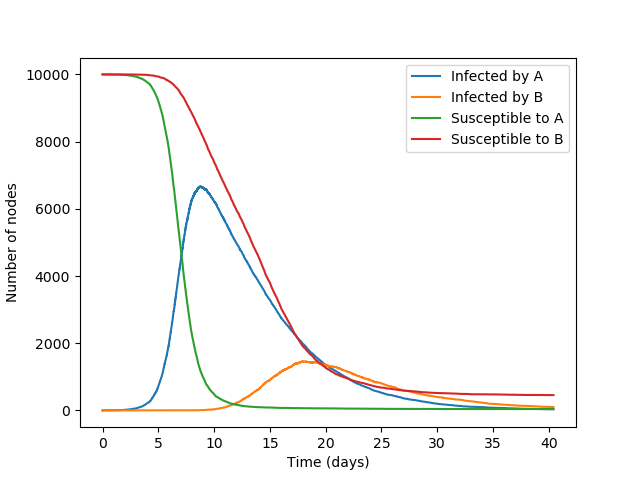 10000
8000
6000
4000
2000
0
Number of nodes
0 5 10 15 20 25 30 35 40
Time (days)
Infected by A
Infected by B
Susceptible to A
Susceptible to B